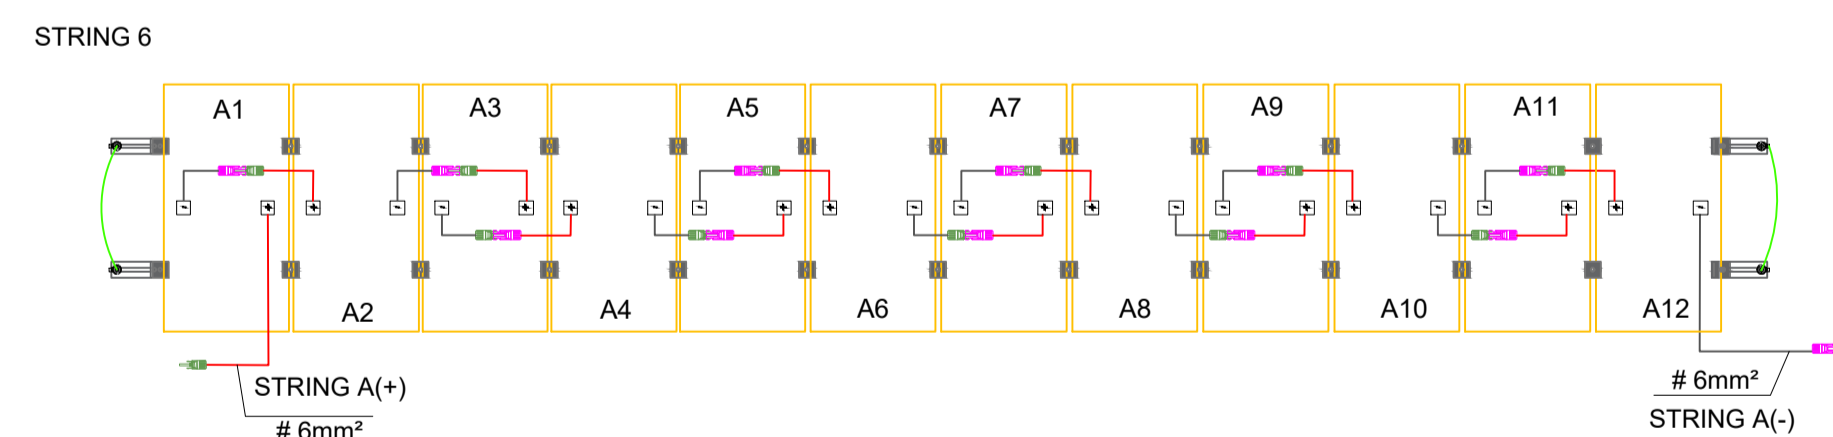 STRING 6
A1
A3
A5
A7
A9
A11
- + + - - + + - - + + - - + + - - + + - - + + -
A2
A4
A6
A8
A10
A12
STRING A(+)
# 6mm²
# 6mm²
STRING A(-)